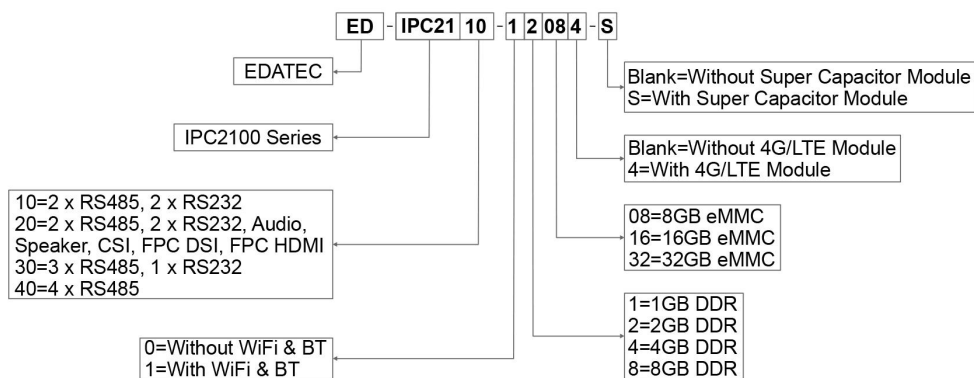 ED - IPC21 10 - 1 2 08 4 - S
EDATEC
IPC2100 Series
10=2 x RS485, 2 x RS232
20=2 x RS485, 2 x RS232, Audio,
Speaker, CSI, FPC DSI, FPC HDMI
30=3 x RS485, 1 x RS232
40=4 x RS485
0=Without WiFi & BT
1=With WiFi & BT
Blank=Without Super Capacitor Module
S=With Super Capacitor Module
Blank=Without 4G/LTE Module
4=With 4G/LTE Module
08=8GB eMMC
16=16GB eMMC
32=32GB eMMC
1=1GB DDR
2=2GB DDR
4=4GB DDR
8=8GB DDR